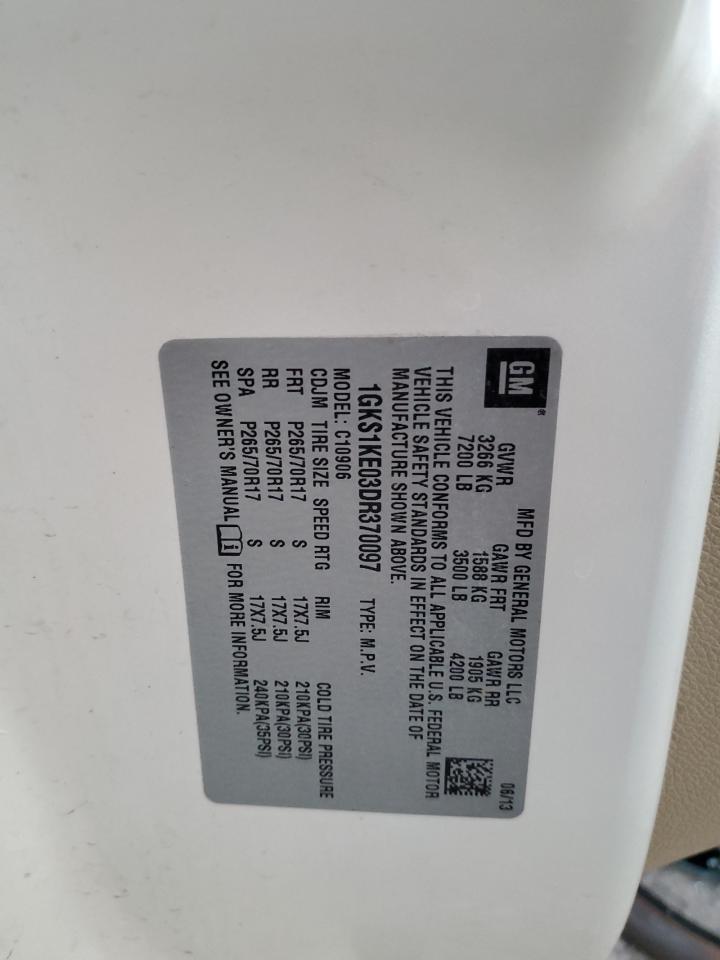 GM®
MFD BY GENERAL MOTORS LLC 06/13
GVWR GAWR FRT GAWR RR
3266 KG 1588 KG 1905 KG
7200 LB 3500 LB 4200 LB
THIS VEHICLE CONFORMS TO ALL APPLICABLE U.S. FEDERAL MOTOR
VEHICLE SAFETY STANDARDS IN EFFECT ON THE DATE OF
MANUFACTURE SHOWN ABOVE.
1GKS1KE03DR370097 TYPE: M.P.V.
MODEL: C10906
CDJM TIRE SIZE SPEED RTG RIM COLD TIRE PRESSURE
FRT P265/70R17 S 17X7.5J 210KPA(30PSI)
RR P265/70R17 S 17X7.5J 210KPA(30PSI)
SPA P265/70R17 S 17X7.5J 240KPA(35PSI)
SEE OWNER'S MANUAL i FOR MORE INFORMATION.